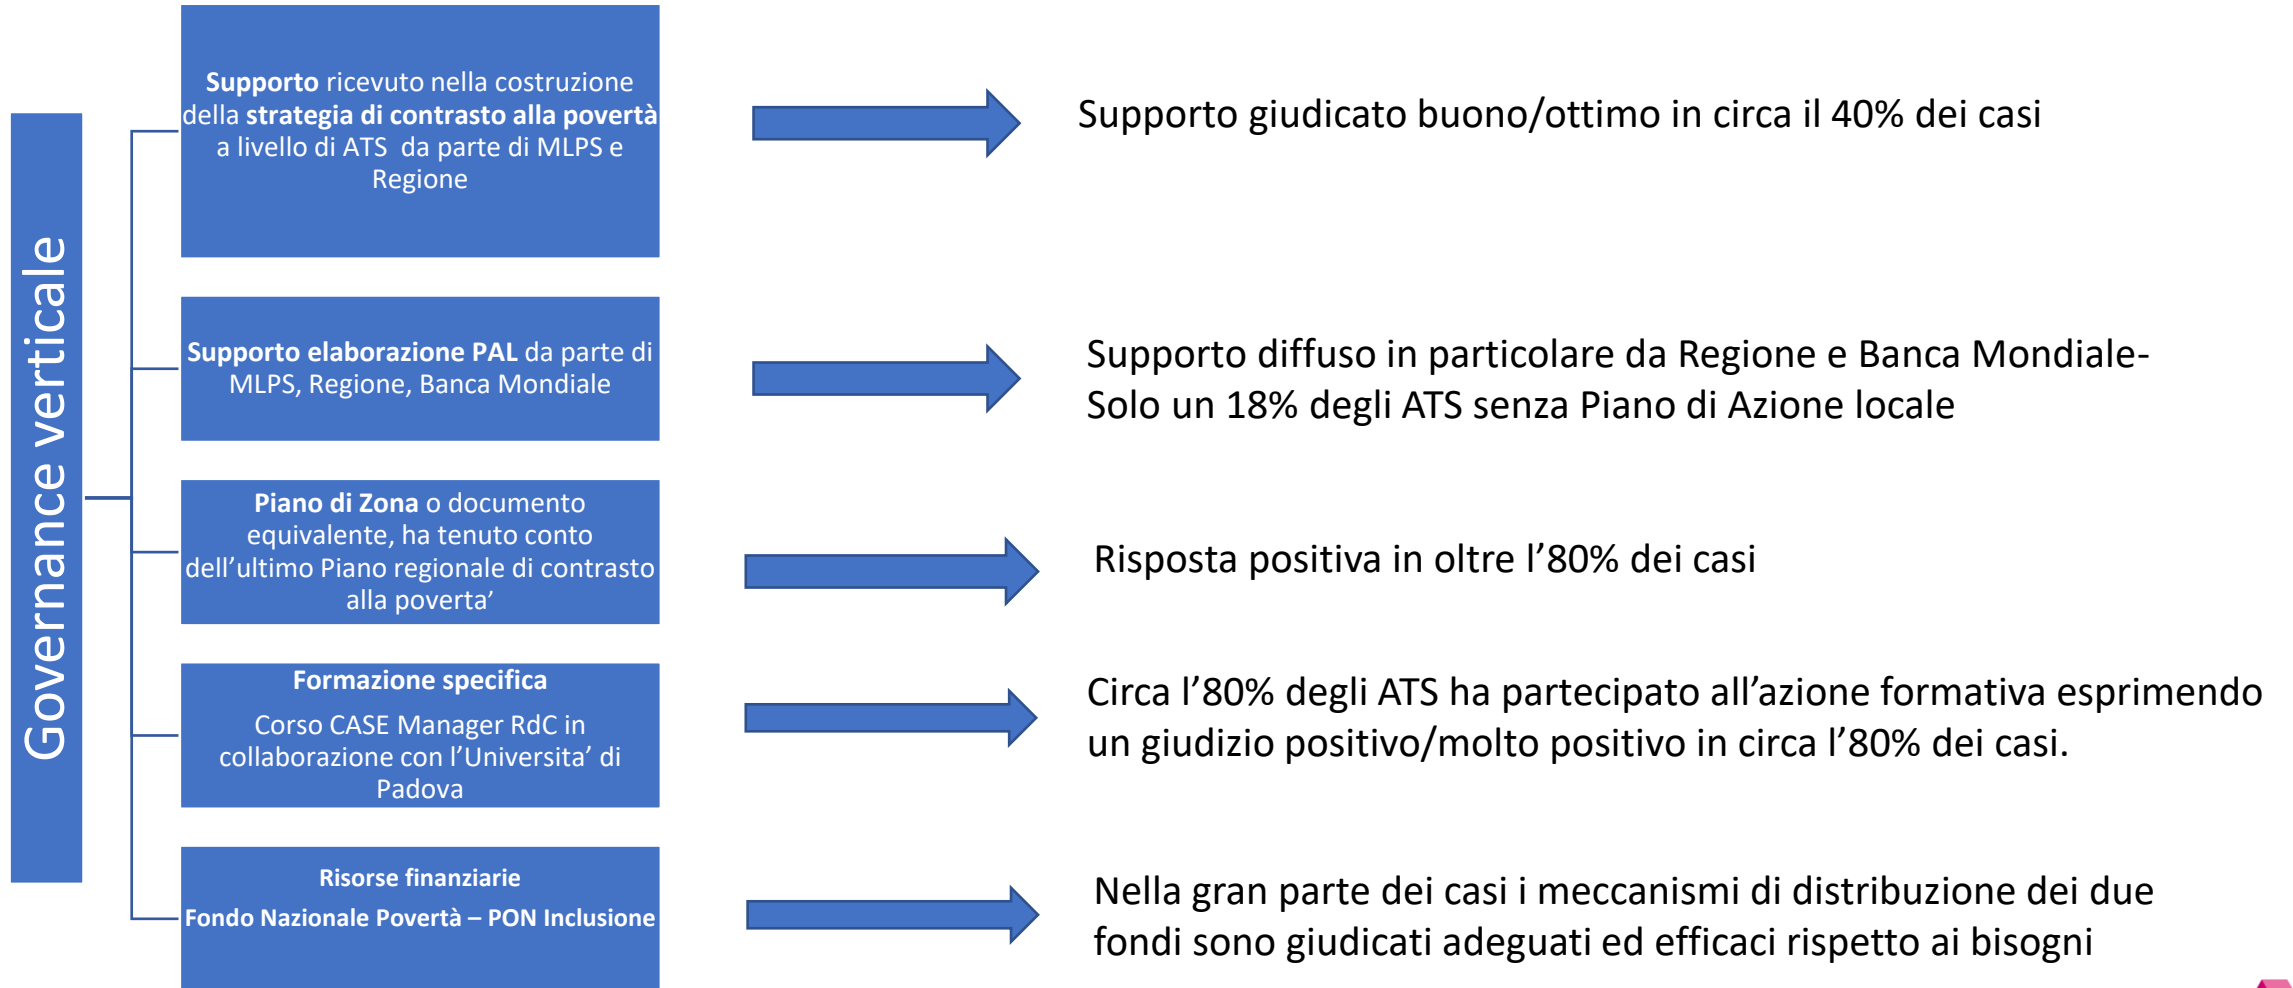 Governance verticale
Supporto ricevuto nella costruzione
della strategia di contrasto alla povertà
a livello di ATS da parte di MLPS e
Regione
Supporto giudicato buono/ottimo in circa il 40% dei casi
Supporto elaborazione PAL da parte di
MLPS, Regione, Banca Mondiale
Supporto diffuso in particolare da Regione e Banca Mondiale-
Solo un 18% degli ATS senza Piano di Azione locale
Piano di Zona o documento
equivalente, ha tenuto conto
dell’ultimo Piano regionale di contrasto
alla poverta’
Risposta positiva in oltre l’80% dei casi
Formazione specifica
Corso CASE Manager RdC in
collaborazione con l’Universita’ di
Padova
Circa l’80% degli ATS ha partecipato all’azione formativa esprimendo
un giudizio positivo/molto positivo in circa l’80% dei casi.
Risorse finanziarie
Fondo Nazionale Povertà – PON Inclusione
Nella gran parte dei casi i meccanismi di distribuzione dei due
fondi sono giudicati adeguati ed efficaci rispetto ai bisogni